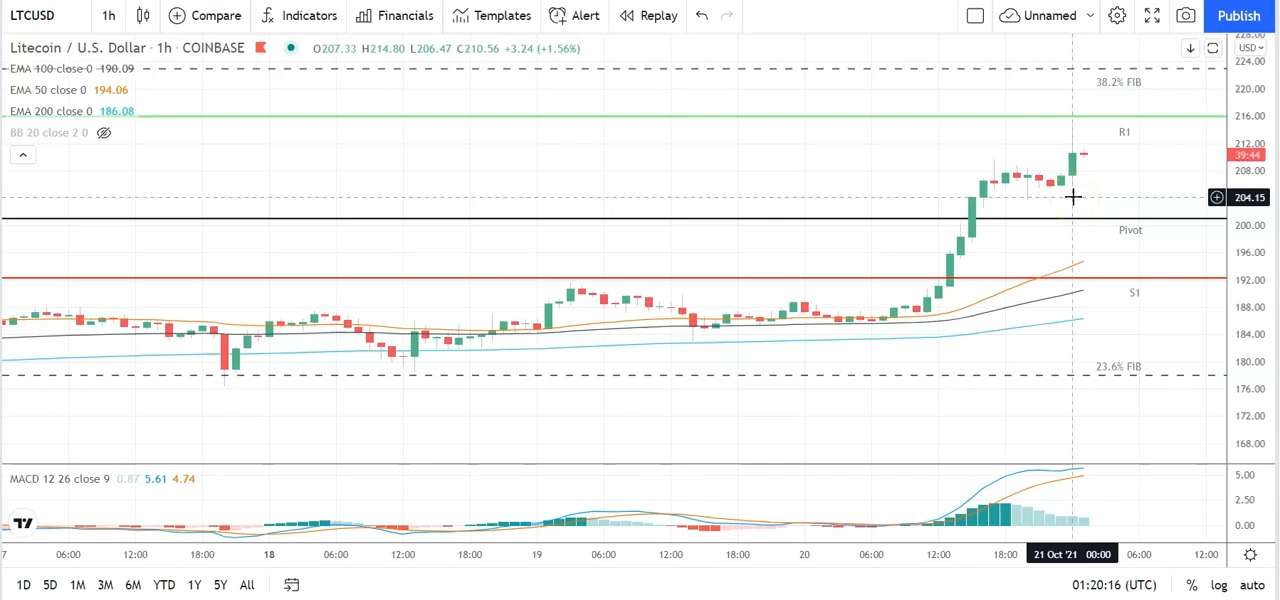 LTCUSD 1h Compare Indicators Financials Templates Alert Replay Unnamed Publish
Litecoin / U.S. Dollar · 1h · COINBASE O207.33 H214.80 L206.47 C210.56 +3.24 (+1.56%)
USD
EMA 100 close 0 190.09
EMA 50 close 0 194.06
EMA 200 close 0 186.08
BB 20 close 2 0
38.2% FIB
R1
Pivot
S1
23.6% FIB
228.00
224.00
220.00
216.00
212.00
39:44
208.00
204.15
200.00
196.00
192.00
188.00
184.00
180.00
176.00
172.00
168.00
MACD 12 26 close 9 0.87 5.61 4.74
5.00
2.50
0.00
7 06:00 12:00 18:00 18 06:00 12:00 18:00 19 06:00 12:00 18:00 20 06:00 12:00 18:00 21 Oct '21 00:00 06:00 12:00
1D 5D 1M 3M 6M YTD 1Y 5Y All 01:20:16 (UTC) % log auto